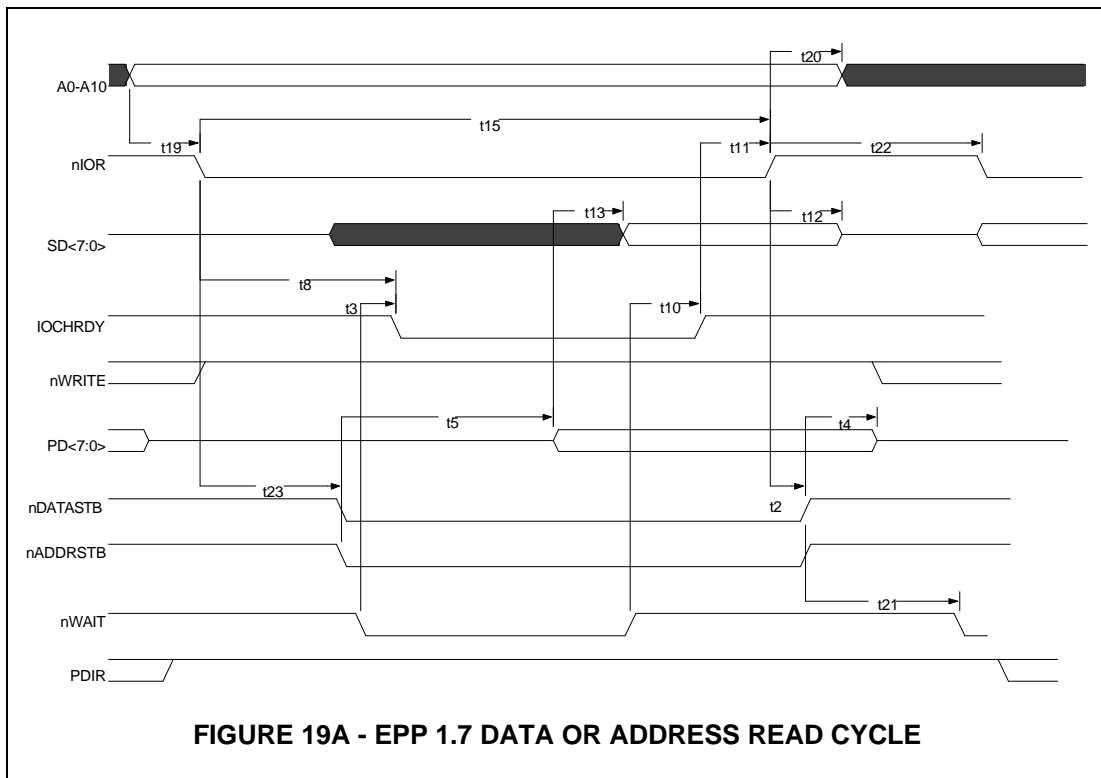 t20
A0-A10
t15
t19
t11
t22
nIOR
t13
t12
SD<7:0>
t8
t3
t10
IOCHRDY
nWRITE
t5
t4
PD<7:0>
t23
t2
nDATASTB
nADDRSTB
t21
nWAIT
PDIR
FIGURE 19A - EPP 1.7 DATA OR ADDRESS READ CYCLE